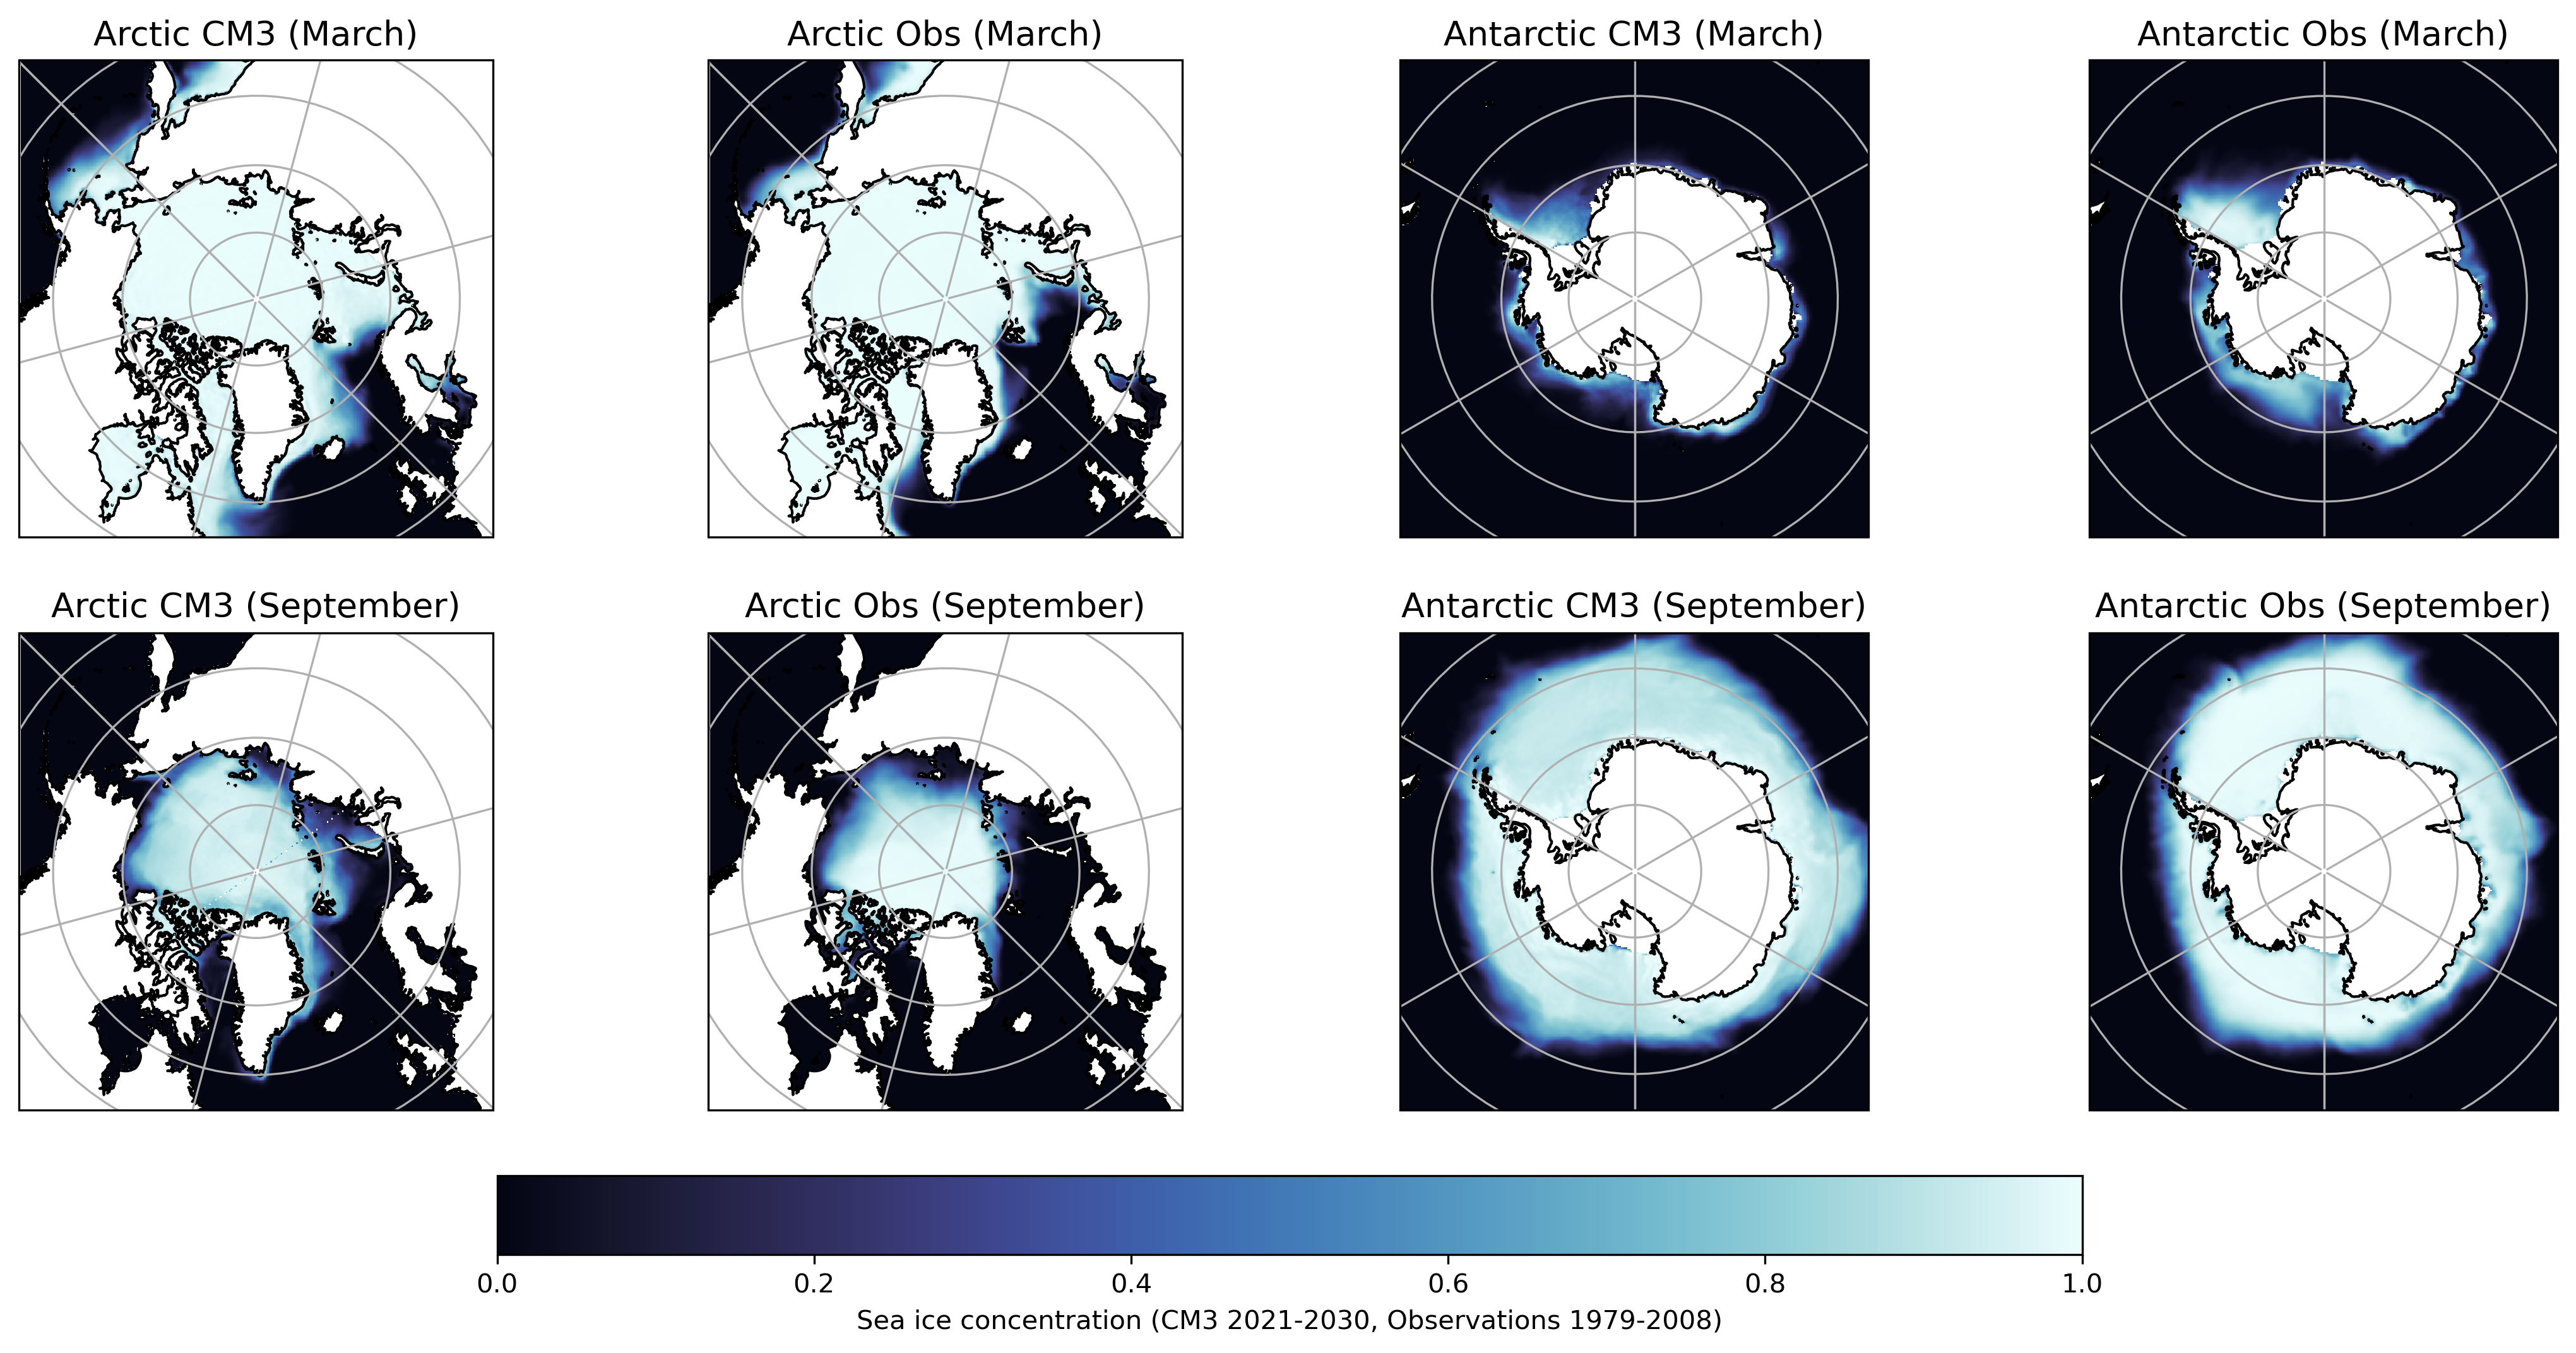 Arctic CM3 (March)
Arctic Obs (March)
Antarctic CM3 (March)
Antarctic Obs (March)
Arctic CM3 (September)
Arctic Obs (September)
Antarctic CM3 (September)
Antarctic Obs (September)
0.0 0.2 0.4 0.6 0.8 1.0
Sea ice concentration (CM3 2021-2030, Observations 1979-2008)